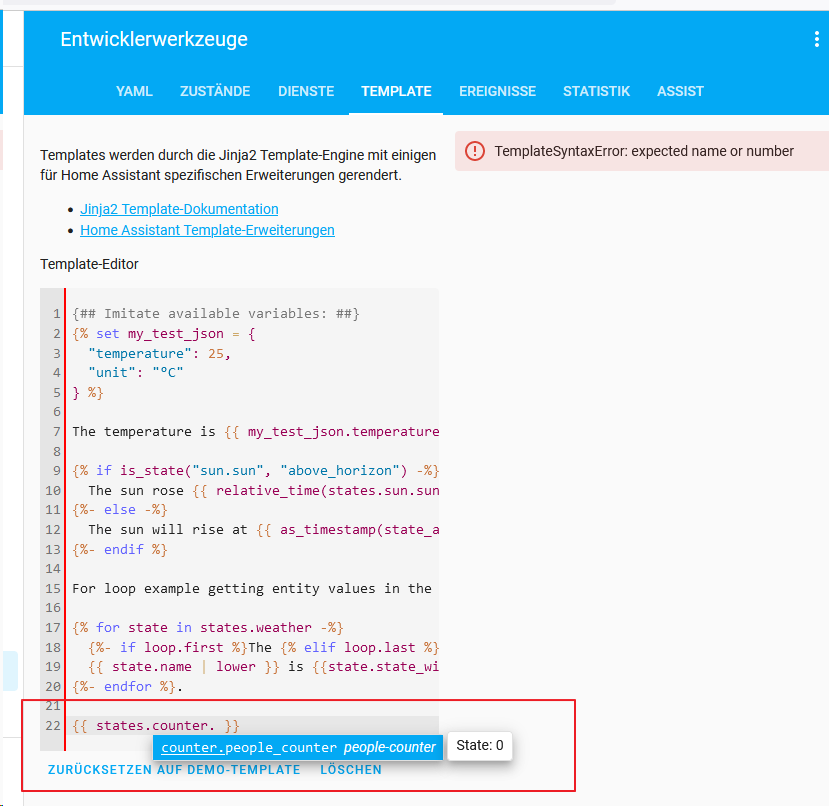 Entwicklerwerkzeuge
YAML ZUSTÄNDE DIENSTE TEMPLATE EREIGNISSE STATISTIK ASSIST
Templates werden durch die Jinja2 Template-Engine mit einigen
für Home Assistant spezifischen Erweiterungen gerendert.
• Jinja2 Template-Dokumentation
• Home Assistant Template-Erweiterungen
Template-Editor
TemplateSyntaxError: expected name or number
1 {## Imitate available variables: ##}
2 {% set my_test_json = {
3   "temperature": 25,
4   "unit": "°C"
5 } %}
6
7 The temperature is {{ my_test_json.temperature
8
9 {% if is_state("sun.sun", "above_horizon") -%}
10   The sun rose {{ relative_time(states.sun.sun
11 {%- else -%}
12   The sun will rise at {{ as_timestamp(state_a
13 {%- endif %}
14
15 For loop example getting entity values in the
16
17 {% for state in states.weather -%}
18   {%- if loop.first %}The {% elif loop.last %}
19   {{ state.name | lower }} is {{state.state_wi
20 {%- endfor %}.
21
22 {{ states.counter. }}
counter.people_counter people-counter State: 0
ZURÜCKSETZEN AUF DEMO-TEMPLATE LÖSCHEN